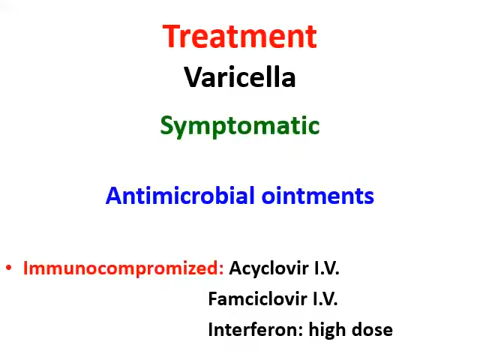 Treatment
Varicella
Symptomatic
Antimicrobial ointments
• Immunocompromized: Acyclovir I.V.
Famciclovir I.V.
Interferon: high dose